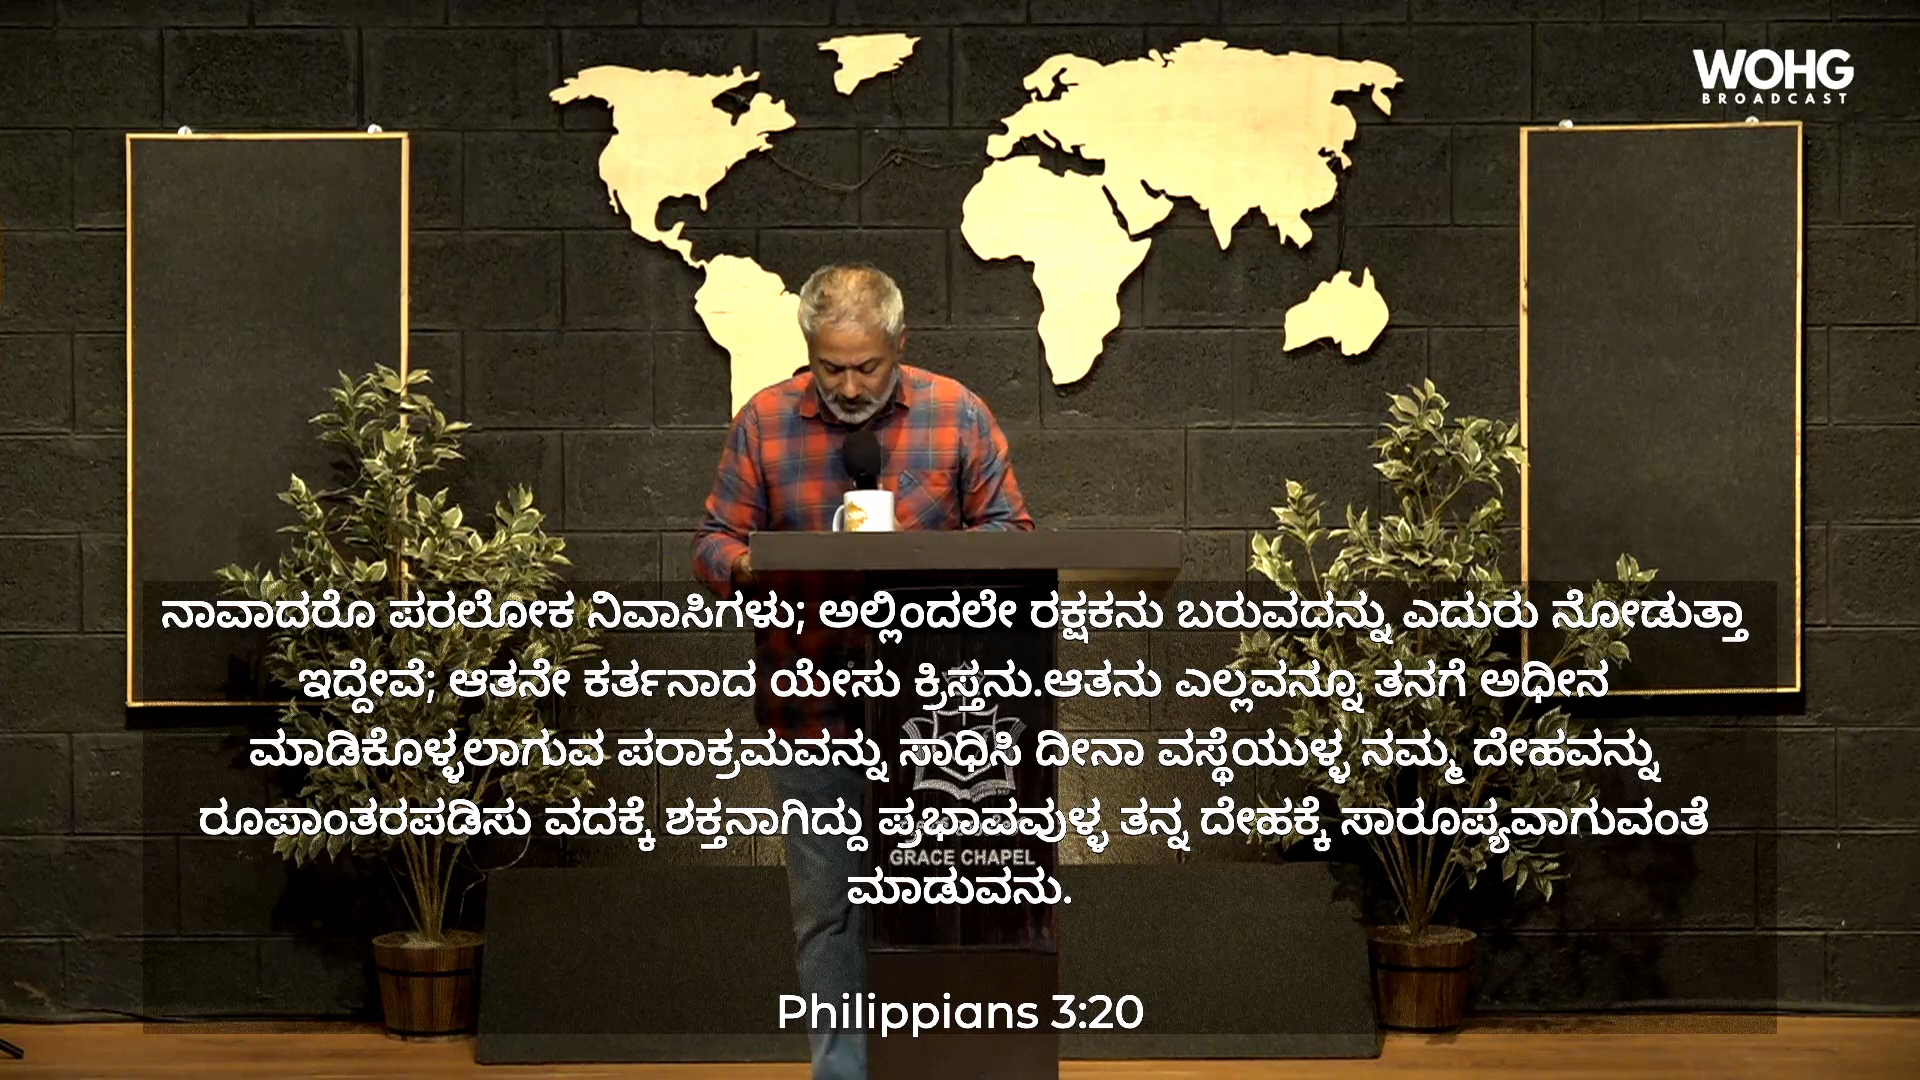 WOHG
BROADCAST
ನಾವಾದರೊ ಪರಲೋಕ ನಿವಾಸಿಗಳು; ಅಲ್ಲಿಂದಲೇ ರಕ್ಷಕನು ಬರುವದನ್ನು ಎದುರು ನೋಡುತ್ತಾ
ಇದ್ದೇವೆ; ಆತನೇ ಕರ್ತನಾದ ಯೇಸು ಕ್ರಿಸ್ತನು.ಆತನು ಎಲ್ಲವನ್ನೂ ತನಗೆ ಅಧೀನ
ಮಾಡಿಕೊಳ್ಳಲಾಗುವ ಪರಾಕ್ರಮವನ್ನು ಸಾಧಿಸಿ ದೀನಾ ವಸ್ಥೆಯುಳ್ಳ ನಮ್ಮ ದೇಹವನ್ನು
ರೂಪಾಂತರಪಡಿಸು ವದಕ್ಕೆ ಶಕ್ತನಾಗಿದ್ದು ಪ್ರಭಾವವುಳ್ಳ ತನ್ನ ದೇಹಕ್ಕೆ ಸಾರೂಪ್ಯವಾಗುವಂತೆ
GRACE CHAPEL
ಮಾಡುವನು.
Philippians 3:20